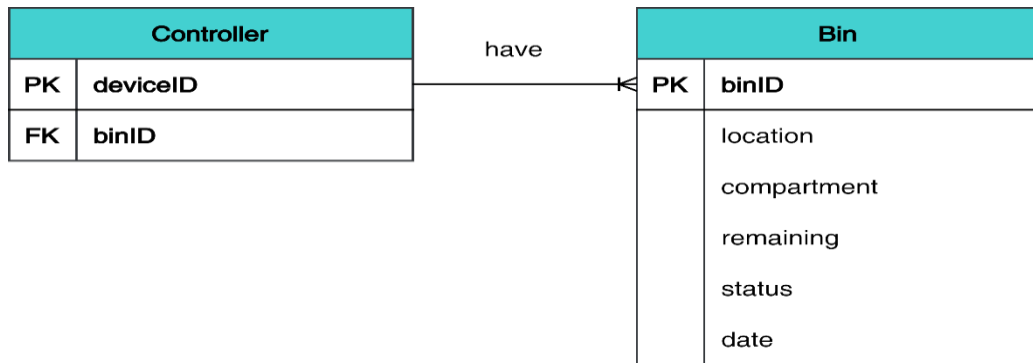 Controller
PK deviceID
FK binID
have
Bin
PK binID
location
compartment
remaining
status
date